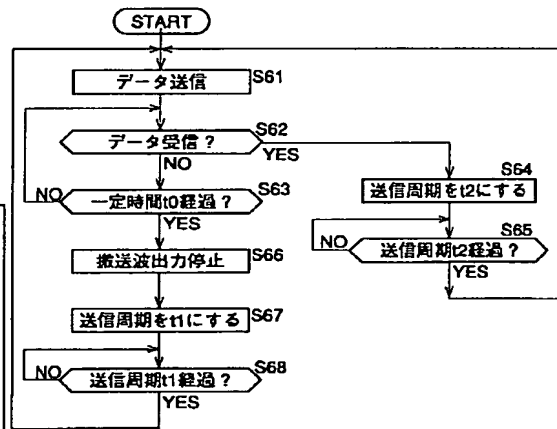 START
データ送信 S61
データ受信？ S62
YES
NO
一定時間t0経過？ S63
NO
YES
搬送波出力停止 S66
送信周期をt1にする S67
送信周期t1経過？ S68
NO
YES
送信周期をt2にする S64
送信周期t2経過？ S65
NO
YES